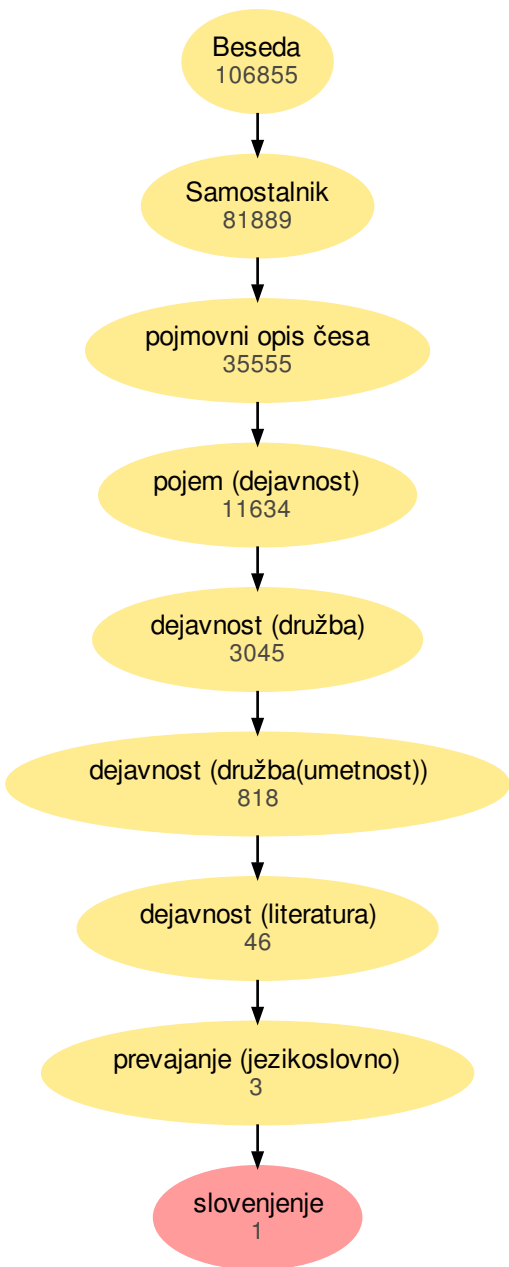 Beseda
106855
Samostalnik
81889
pojmovni opis česa
35555
pojem (dejavnost)
11634
dejavnost (družba)
3045
dejavnost (družba(umetnost))
818
dejavnost (literatura)
46
prevajanje (jezikoslovno)
3
slovenjenje
1